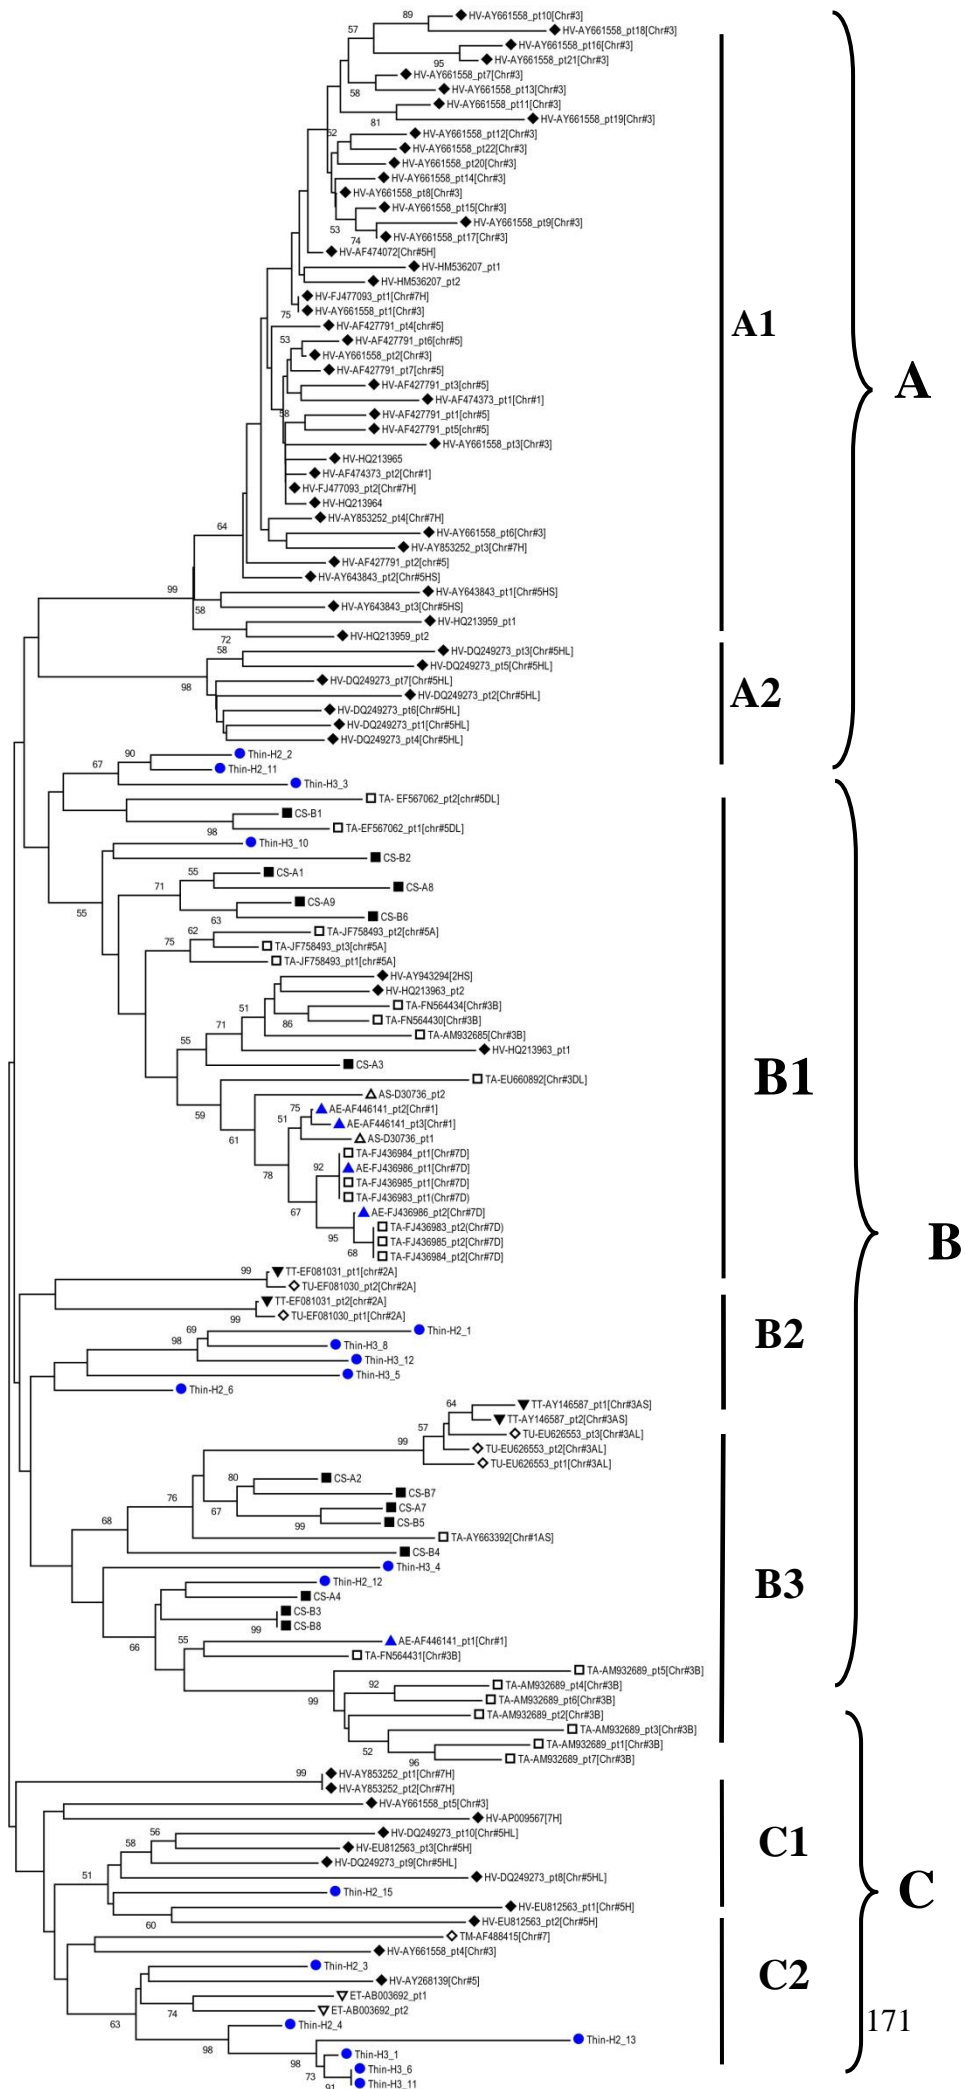 89
HV-AY661558_pt10[Chr#3]
HV-AY661558_pt18[Chr#3]
57
HV-AY661558_pt16[Chr#3]
HV-AY661558_pt21[Chr#3]
95
HV-AY661558_pt7[Chr#3]
HV-AY661558_pt13[Chr#3]
58
HV-AY661558_pt11[Chr#3]
HV-AY661558_pt19[Chr#3]
81
52
HV-AY661558_pt12[Chr#3]
HV-AY661558_pt22[Chr#3]
HV-AY661558_pt20[Chr#3]
HV-AY661558_pt14[Chr#3]
HV-AY661558_pt8[Chr#3]
HV-AY661558_pt15[Chr#3]
HV-AY661558_pt9[Chr#3]
53
74
HV-AY661558_pt17[Chr#3]
HV-AF474072[Chr#5H]
HV-HM536207_pt1
HV-HM536207_pt2
HV-FJ477093_pt1[Chr#7H]
75
HV-AY661558_pt1[Chr#3]
HV-AF427791_pt4[chr#5]
A1
53
HV-AF427791_pt6[chr#5]
HV-AY661558_pt2[Chr#3]
HV-AF427791_pt7[chr#5]
A
HV-AF427791_pt3[chr#5]
HV-AF474373_pt1[Chr#1]
58
HV-AF427791_pt1[chr#5]
HV-AF427791_pt5[chr#5]
HV-AY661558_pt3[Chr#3]
HV-HQ213965
HV-AF474373_pt2[Chr#1]
HV-FJ477093_pt2[Chr#7H]
HV-HQ213964
HV-AY853252_pt4[Chr#7H]
64
HV-AY661558_pt6[Chr#3]
HV-AY853252_pt3[Chr#7H]
HV-AF427791_pt2[chr#5]
HV-AY643843_pt2[Chr#5HS]
99
HV-AY643843_pt1[Chr#5HS]
58
HV-AY643843_pt3[Chr#5HS]
HV-HQ213959_pt1
72
HV-HQ213959_pt2
58
HV-DQ249273_pt3[Chr#5HL]
HV-DQ249273_pt5[Chr#5HL]
98
HV-DQ249273_pt7[Chr#5HL]
HV-DQ249273_pt2[Chr#5HL]
A2
HV-DQ249273_pt6[Chr#5HL]
HV-DQ249273_pt1[Chr#5HL]
HV-DQ249273_pt4[Chr#5HL]
90
Thin-H2_2
67
Thin-H2_11
Thin-H3_3
TA- EF567062_pt2(chr#5DL]
CS-B1
98
TA-EF567062_pt1[chr#5DL]
Thin-H3_10
CS-B2
55
CS-A1
71
CS-A8
CS-A9
55
63
CS-B6
62
TA-JF758493_pt2[chr#5A]
75
TA-JF758493_pt3[chr#5A]
TA-JF758493_pt1[chr#5A]
HV-AY943294[2HS]
HV-HQ213963_pt2
51
TA-FN564434[Chr#3B]
71
86
TA-FN564430[Chr#3B]
TA-AM932685[Chr#3B]
55
HV-HQ213963_pt1
CS-A3
B1
TA-EU660892[Chr#3DL]
59
AS-D30736_pt2
75
AE-AF446141_pt2[Chr#1]
51
AE-AF446141_pt3[Chr#1]
61
AS-D30736_pt1
TA-FJ436984_pt1[Chr#7D]
78
92
AE-FJ436986_pt1[Chr#7D]
TA-FJ436985_pt1[Chr#7D]
TA-FJ436983_pt1(Chr#7D)
67
AE-FJ436986_pt2[Chr#7D]
95
TA-FJ436983_pt2(Chr#7D)
TA-FJ436985_pt2[Chr#7D]
B
68
TA-FJ436984_pt2[Chr#7D]
99
TT-EF081031_pt1[chr#2A]
TU-EF081030_pt2[Chr#2A]
TT-EF081031_pt2[chr#2A]
99
TU-EF081030_pt1[Chr#2A]
69
Thin-H2_1
98
Thin-H3_8
B2
Thin-H3_12
Thin-H3_5
Thin-H2_6
64
TT-AY146587_pt1[Chr#3AS]
TT-AY146587_pt2[Chr#3AS]
57
TU-EU626553_pt3[Chr#3AL]
99
TU-EU626553_pt2[Chr#3AL]
TU-EU626553_pt1[Chr#3AL]
80
CS-A2
76
CS-B7
67
CS-A7
99
CS-B5
68
TA-AY663392[Chr#1AS]
CS-B4
Thin-H3_4
Thin-H2_12
B3
CS-A4
CS-B3
99
CS-B8
66
55
AE-AF446141_pt1[Chr#1]
TA-FN564431[Chr#3B]
TA-AM932689_pt5[Chr#3B]
92
TA-AM932689_pt4[Chr#3B]
99
TA-AM932689_pt6[Chr#3B]
TA-AM932689_pt2[Chr#3B]
TA-AM932689_pt3[Chr#3B]
52
TA-AM932689_pt1[Chr#3B]
96
TA-AM932689_pt7[Chr#3B]
99
HV-AY853252_pt1[Chr#7H]
HV-AY853252_pt2[Chr#7H]
HV-AY661558_pt5[Chr#3]
HV-AP009567[7H]
56
HV-DQ249273_pt10[Chr#5HL]
C1
58
HV-EU812563_pt3[Chr#5H]
HV-DQ249273_pt9[Chr#5HL]
51
HV-DQ249273_pt8[Chr#5HL]
C
Thin-H2_15
HV-EU812563_pt1[Chr#5H]
60
HV-EU812563_pt2[Chr#5H]
TM-AF488415[Chr#7]
HV-AY661558_pt4[Chr#3]
Thin-H2_3
C2
HV-AY268139[Chr#5]
ET-AB003692_pt1
74
ET-AB003692_pt2
63
Thin-H2_4
171
98
Thin-H2_13
98
Thin-H3_1
73
Thin-H3_6
91
Thin-H3_11